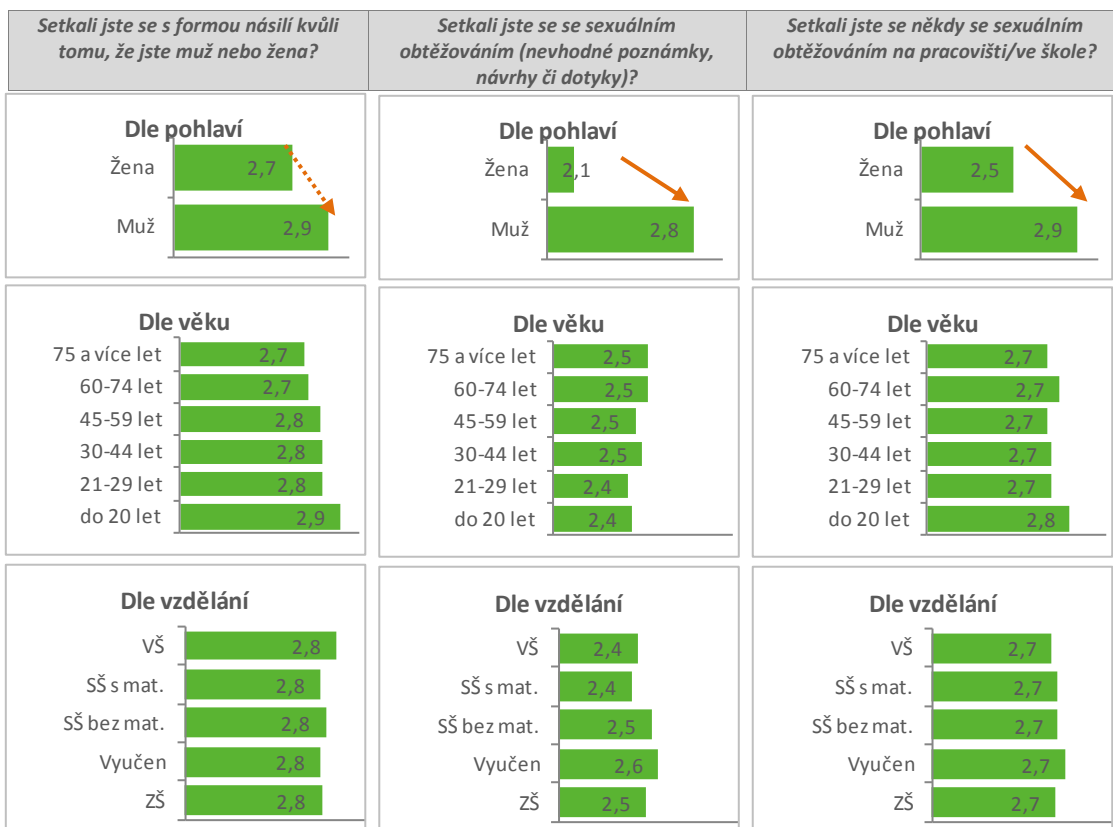 Setkali jste se s formou násilí kvůli
tomu, že jste muž nebo žena?
Setkali jste se se sexuálním
obtěžováním (nevhodné poznámky,
návrhy či dotyky)?
Setkali jste se někdy se sexuálním
obtěžováním na pracovišti/ve škole?
Dle pohlaví
Žena 2,7
Muž 2,9
Dle pohlaví
Žena 2,1
Muž 2,8
Dle pohlaví
Žena 2,5
Muž 2,9
Dle věku
75 a více let 2,7
60-74 let 2,7
45-59 let 2,8
30-44 let 2,8
21-29 let 2,8
do 20 let 2,9
Dle věku
75 a více let 2,5
60-74 let 2,5
45-59 let 2,5
30-44 let 2,5
21-29 let 2,4
do 20 let 2,4
Dle věku
75 a více let 2,7
60-74 let 2,7
45-59 let 2,7
30-44 let 2,7
21-29 let 2,7
do 20 let 2,8
Dle vzdělání
VŠ 2,8
SŠ s mat. 2,8
SŠ bez mat. 2,8
Vyučen 2,8
ZŠ 2,8
Dle vzdělání
VŠ 2,4
SŠ s mat. 2,4
SŠ bez mat. 2,5
Vyučen 2,6
ZŠ 2,5
Dle vzdělání
VŠ 2,7
SŠ s mat. 2,7
SŠ bez mat. 2,7
Vyučen 2,7
ZŠ 2,7